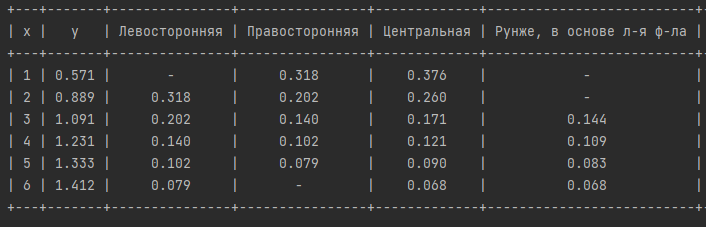 +---+-------+---------------+----------------+-------------+--------------------------+
| x |   y   | Левосторонняя | Правосторонняя | Центральная | Рунже, в основе л-я ф-ла |
+---+-------+---------------+----------------+-------------+--------------------------+
| 1 | 0.571 |       -       |     0.318      |    0.376    |            -             |
| 2 | 0.889 |     0.318     |     0.202      |    0.260    |            -             |
| 3 | 1.091 |     0.202     |     0.140      |    0.171    |          0.144           |
| 4 | 1.231 |     0.140     |     0.102      |    0.121    |          0.109           |
| 5 | 1.333 |     0.102     |     0.079      |    0.090    |          0.083           |
| 6 | 1.412 |     0.079     |       -        |    0.068    |          0.068           |
+---+-------+---------------+----------------+-------------+--------------------------+